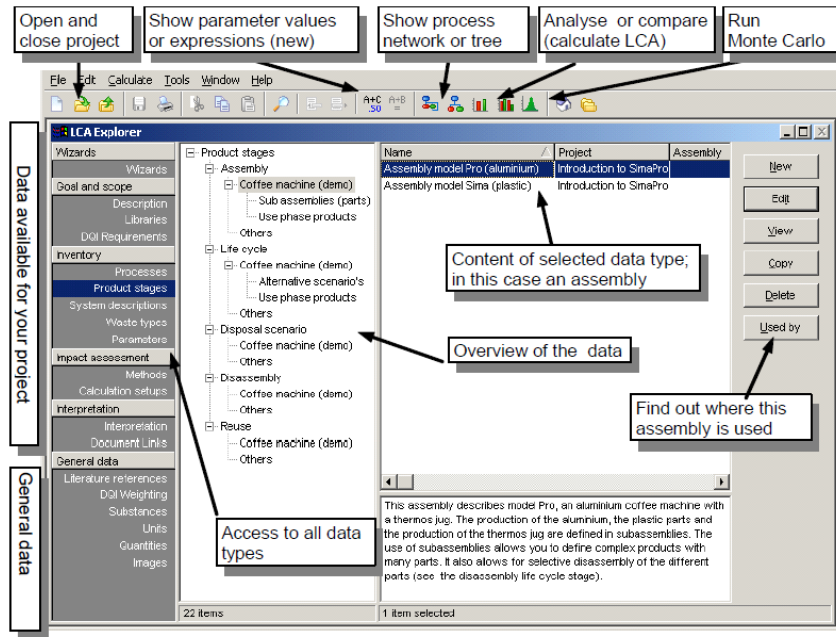 Open and
close project
Show parameter values
or expressions (new)
Show process
network or tree
Analyse or compare
(calculate LCA)
Run
Monte Carlo
File Edit Calculate Tools Window Help
A+C
.50
A+B
=
Data available for your project
General data
LCA Explorer
Wizards
Wizards
Goal and scope
Description
Libraries
DQI Requirements
Inventory
Processes
Product stages
System descriptions
Waste types
Parameters
Impact assessment
Methods
Calculation setups
Interpretation
Interpretation
Document Links
General data
Literature references
DQI Weighting
Substances
Units
Quantities
Images
Product stages
Assembly
Coffee machine (demo)
Sub assemblies (parts)
Use phase products
Others
Life cycle
Coffee machine (demo)
Alternative scenario's
Use phase products
Others
Disposal scenario
Coffee machine (demo)
Others
Disassembly
Coffee machine (demo)
Others
Reuse
Coffee machine (demo)
Others
Name Project Assembly
Assembly model Pro (aluminium) Introduction to SimaPro
Assembly model Sima (plastic) Introduction to SimaPro
Content of selected data type;
in this case an assembly
Overview of the data
Find out where this
assembly is used
Access to all data
types
New
Edit
View
Copy
Delete
Used by
This assembly describes model Pro, an aluminium coffee machine with
a thermos jug. The production of the aluminium, the plastic parts and
the production of the thermos jug are defined in subassemblies. The
use of subassemblies allows you to define complex products with
many parts. It also allows for selective disassembly of the different
parts (see the disassembly life cycle stage).
22 items
1 item selected